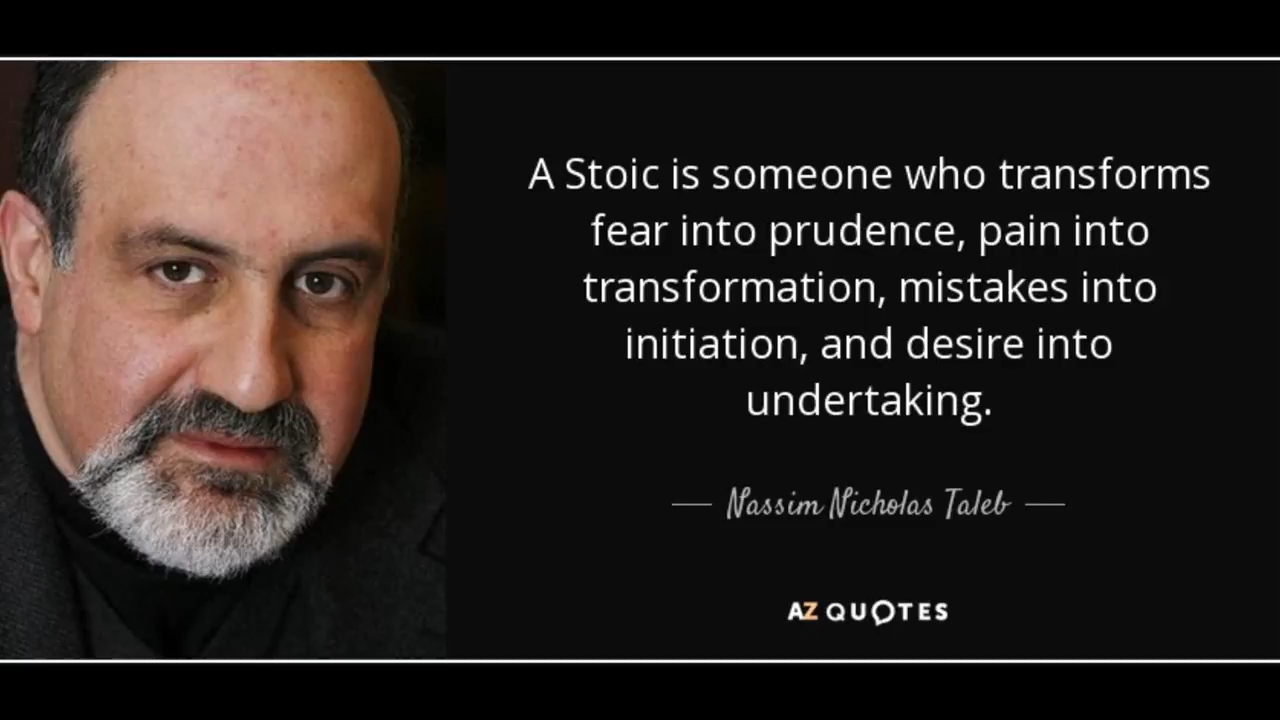 A Stoic is someone who transforms
fear into prudence, pain into
transformation, mistakes into
initiation, and desire into
undertaking.
Nassim Nicholas Taleb
AZ QUOTES